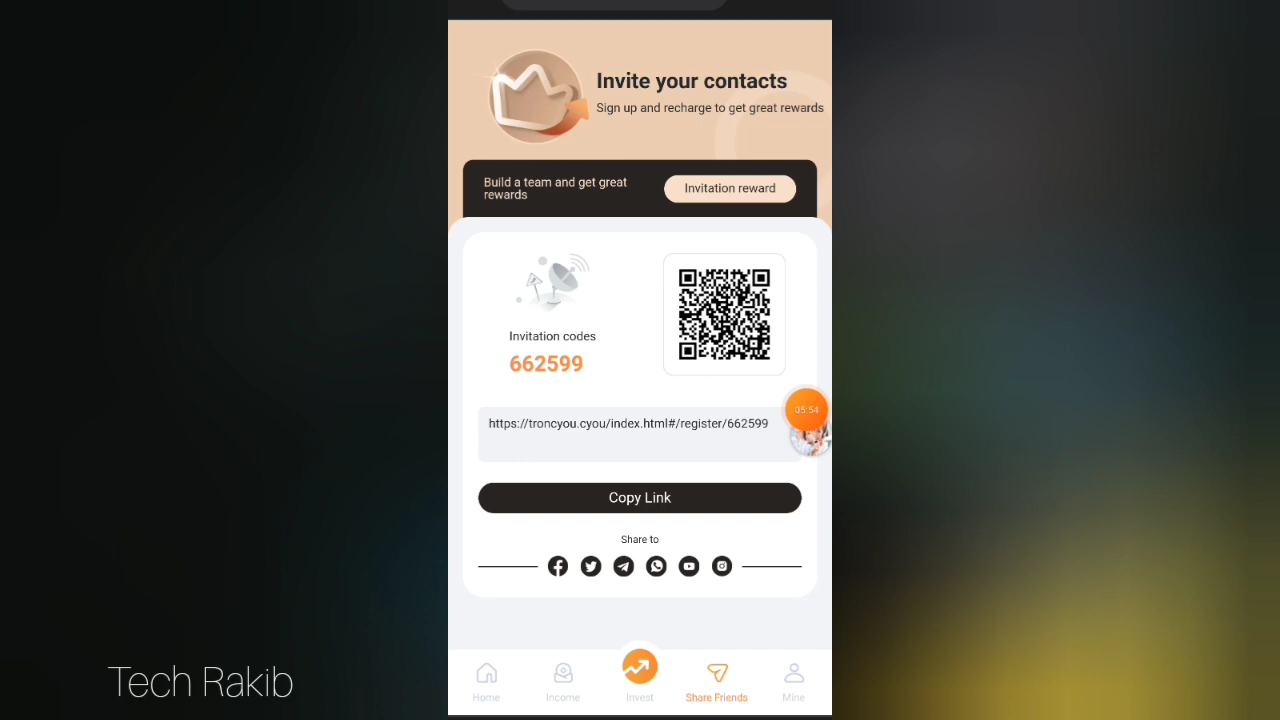 Invite your contacts
Sign up and recharge to get great rewards
Build a team and get great
rewards
Invitation reward
Invitation codes
662599
https://troncyou.cyou/index.html#/register/662599
05:54
Copy Link
Share to
Home
Income
Invest
Share Friends
Mine
Tech Rakib